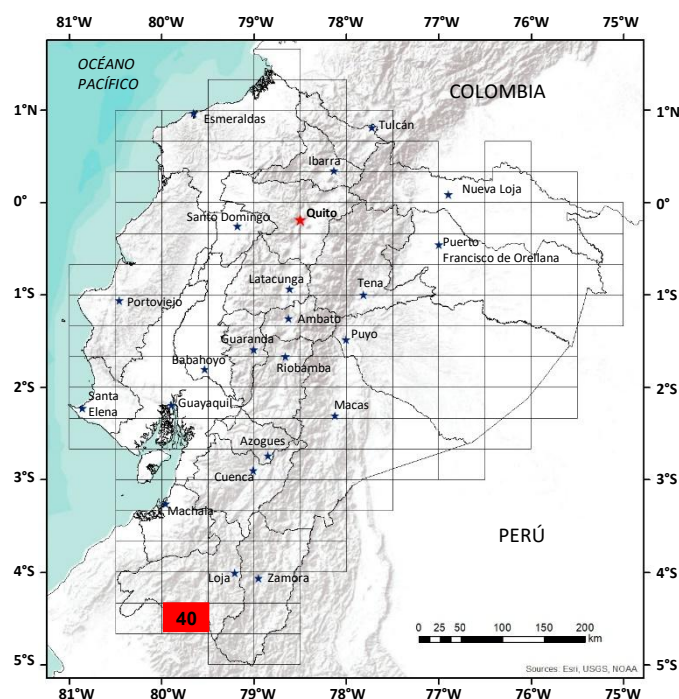 81°W 80°W 79°W 78°W 77°W 76°W 75°W
OCÉANO
PACÍFICO
COLOMBIA
1°N 1°N
Esmeraldas
Tulcán
Ibarra
Nueva Loja
0° 0°
Santo Domingo
Quito
Puerto
Francisco de Orellana
Latacunga
Tena
1°S 1°S
Portoviejo
Ambato
Puyo
Guaranda
Riobamba
Babahoyo
2°S 2°S
Santa
Elena
Guayaquil
Macas
Azogues
Cuenca
3°S 3°S
Machala
PERÚ
4°S 4°S
Loja
Zamora
40
0 12.5 25 50 100 150 200
km
5°S 5°S
Sources: Esri, USGS, NOAA
81°W 80°W 79°W 78°W 77°W 76°W 75°W